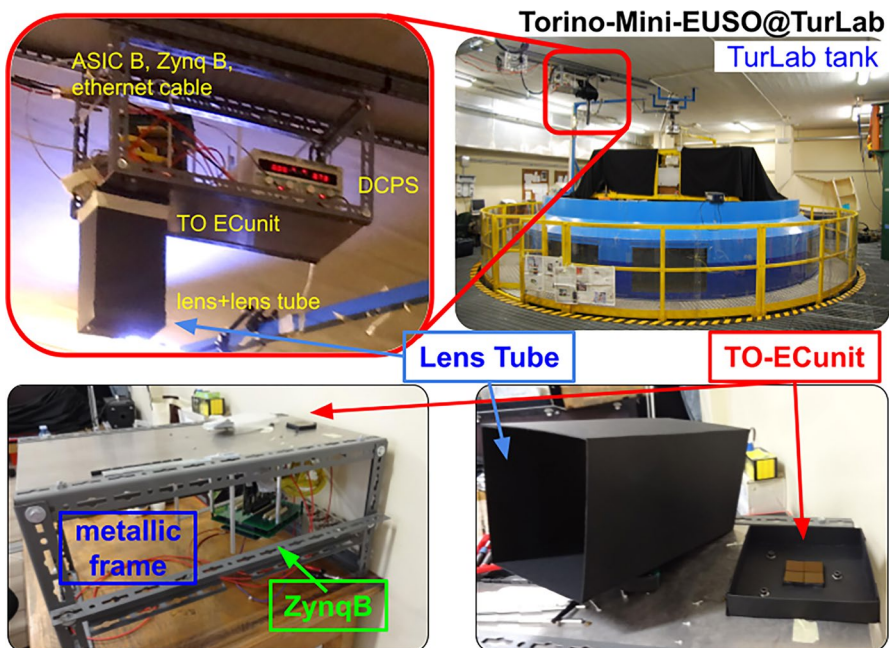 Torino-Mini-EUSO@TurLab
TurLab tank
ASIC B, Zynq B,
ethernet cable
DCPS
TO ECunit
lens+lens tube
Lens Tube
TO-ECunit
metallic
frame
ZynqB